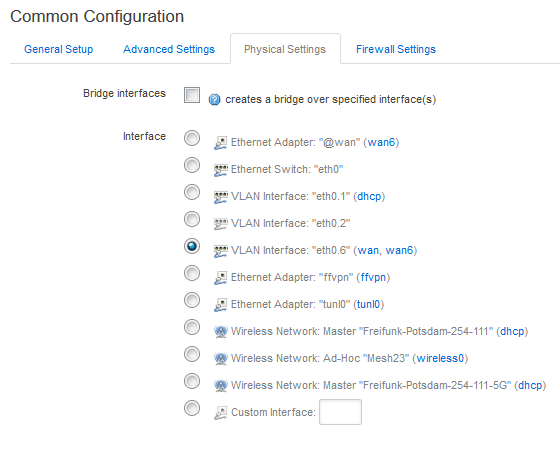 Common Configuration
General Setup Advanced Settings Physical Settings Firewall Settings
Bridge interfaces creates a bridge over specified interface(s)
Interface Ethernet Adapter: "@wan" (wan6)
Ethernet Switch: "eth0"
VLAN Interface: "eth0.1" (dhcp)
VLAN Interface: "eth0.2"
VLAN Interface: "eth0.6" (wan, wan6)
Ethernet Adapter: "ffvpn" (ffvpn)
Ethernet Adapter: "tunl0" (tunl0)
Wireless Network: Master "Freifunk-Potsdam-254-111" (dhcp)
Wireless Network: Ad-Hoc "Mesh23" (wireless0)
Wireless Network: Master "Freifunk-Potsdam-254-111-5G" (dhcp)
Custom Interface: